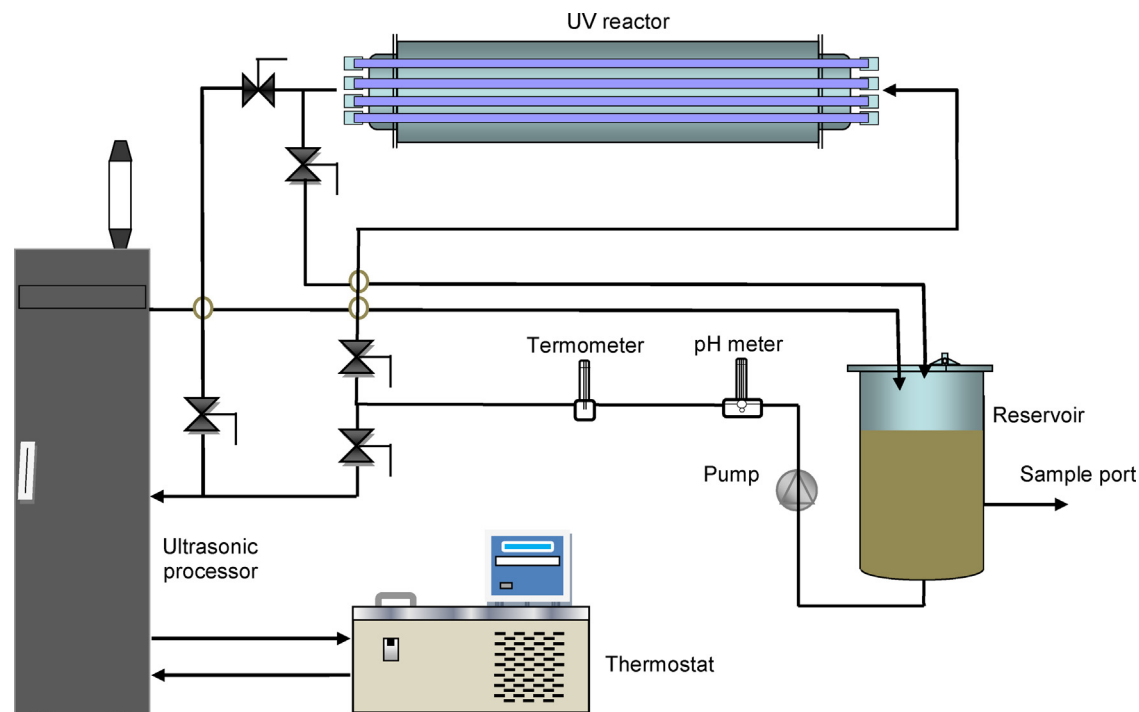 UV reactor
Termometer
pH meter
Reservoir
Pump
Sample port
Ultrasonic
processor
Thermostat